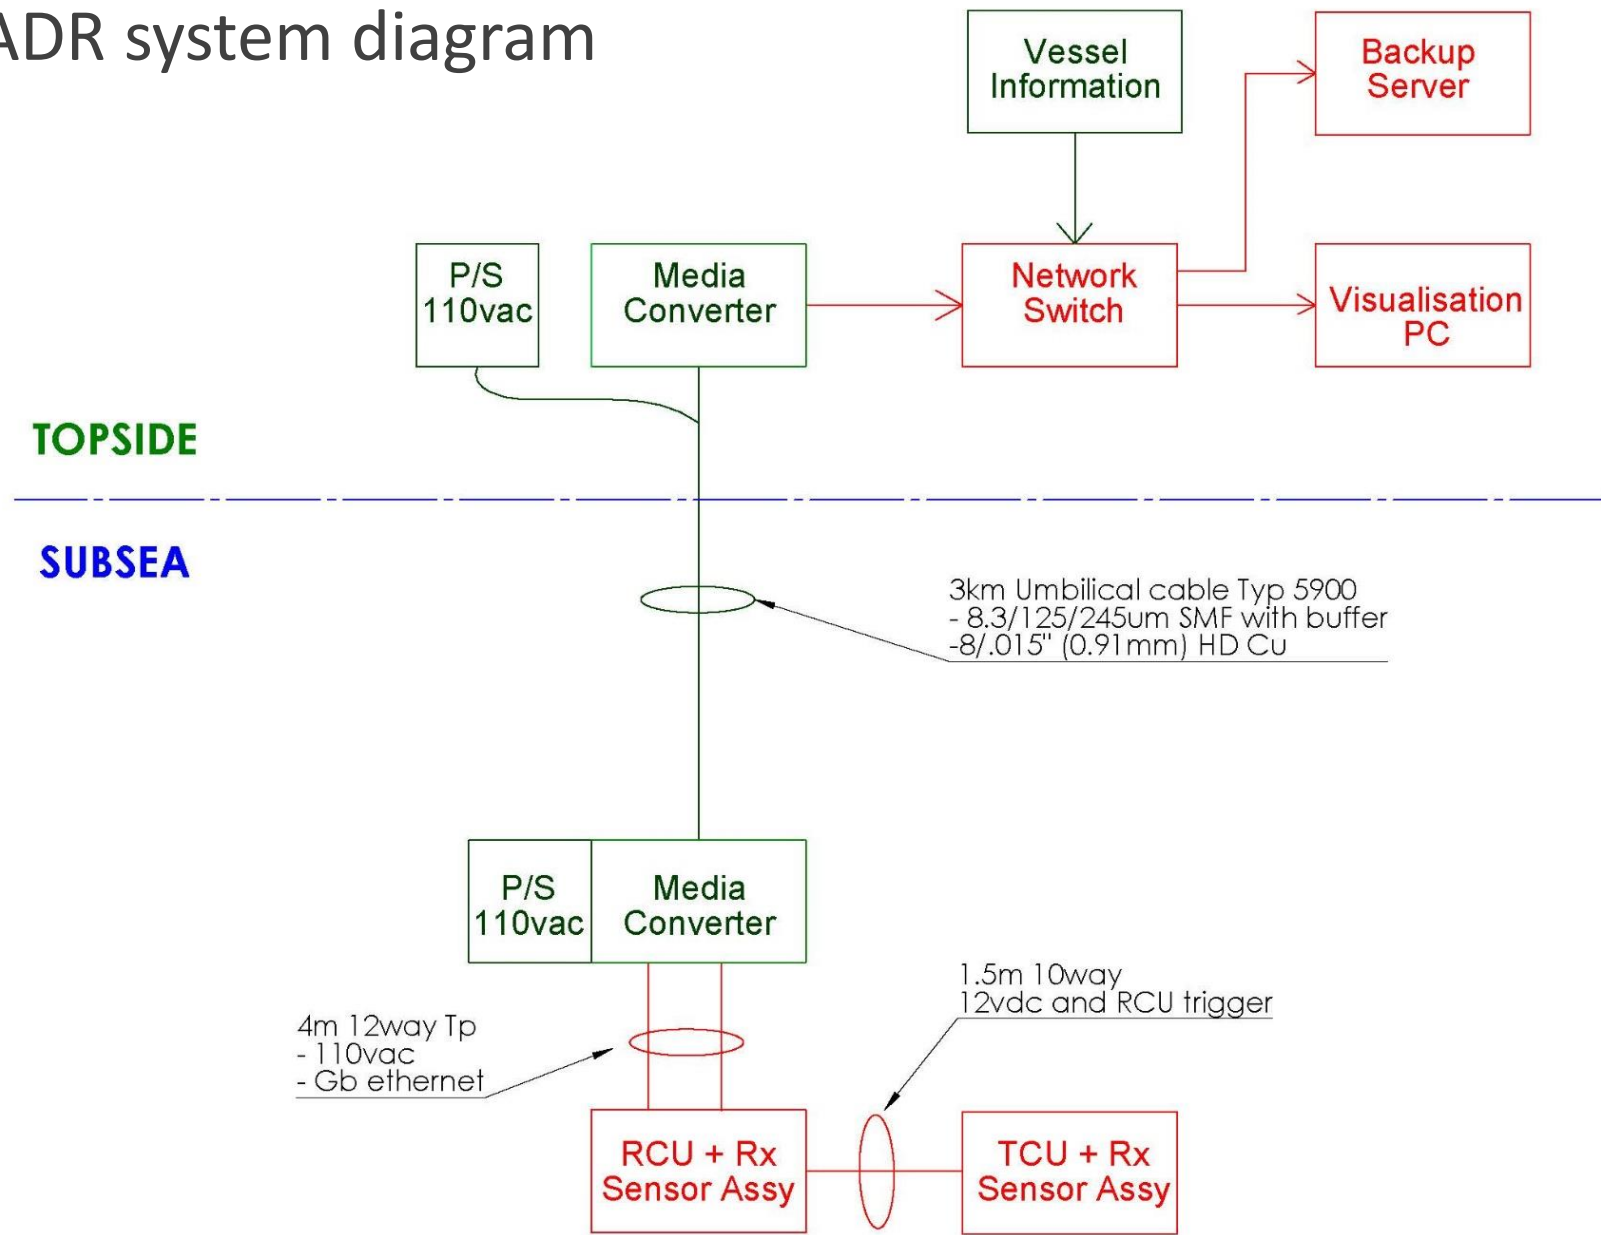 ADR system diagram
Vessel
Information
Backup
Server
P/S
110vac
Media
Converter
Network
Switch
Visualisation
PC
TOPSIDE
SUBSEA
3km Umbilical cable Typ 5900
- 8.3/125/245um SMF with buffer
-8/.015" (0.91mm) HD Cu
P/S
110vac
Media
Converter
1.5m 10way
12vdc and RCU trigger
4m 12way Tp
- 110vac
- Gb ethernet
RCU + Rx
Sensor Assy
TCU + Rx
Sensor Assy